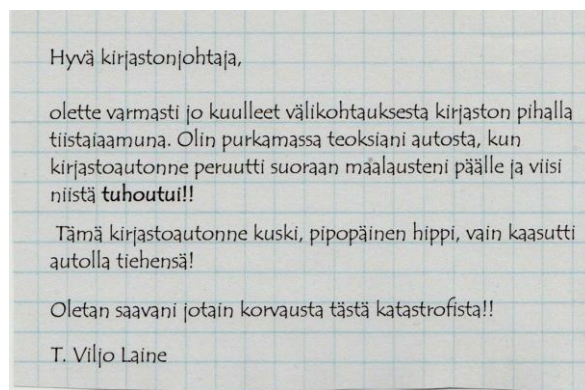 Hyvä kirjastonjohtaja,
olette varmasti jo kuulleet välikohtauksesta kirjaston pihalla
tiistaiaamuna. Olin purkamassa teoksiani autosta, kun
kirjastoautonne peruutti suoraan maalausteni päälle ja viisi
niistä tuhoutui!!
Tämä kirjastoautonne kuski, pipopäinen hippi, vain kaasutti
autolla tiehensä!
Oletan saavani jotain korvausta tästä katastrofista!!
T. Viljo Laine